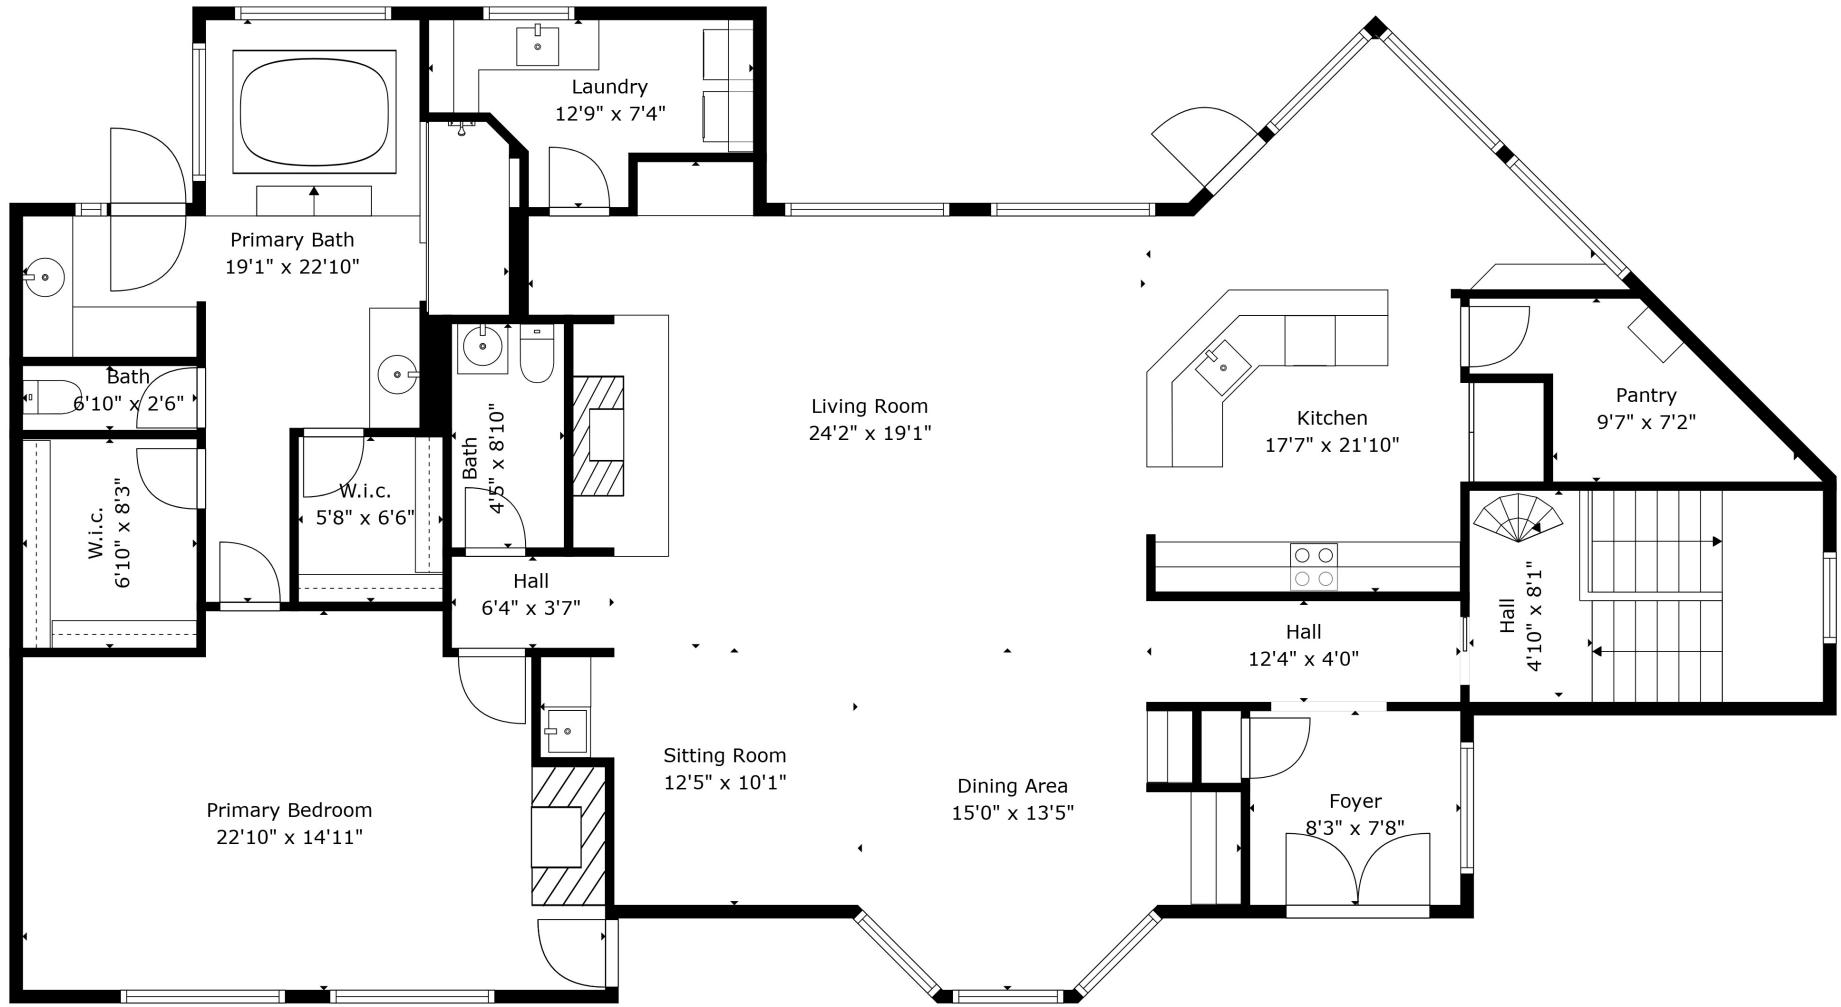 Laundry
12'9" x 7'4"
Primary Bath
19'1" x 22'10"
Bath
6'10" x 2'6"
W.i.c.
6'10" x 8'3"
W.i.c.
5'8" x 6'6"
Bath
4'5" x 8'10"
Hall
6'4" x 3'7"
Living Room
24'2" x 19'1"
Kitchen
17'7" x 21'10"
Pantry
9'7" x 7'2"
Hall
4'10" x 8'1"
Hall
12'4" x 4'0"
Sitting Room
12'5" x 10'1"
Dining Area
15'0" x 13'5"
Foyer
8'3" x 7'8"
Primary Bedroom
22'10" x 14'11"